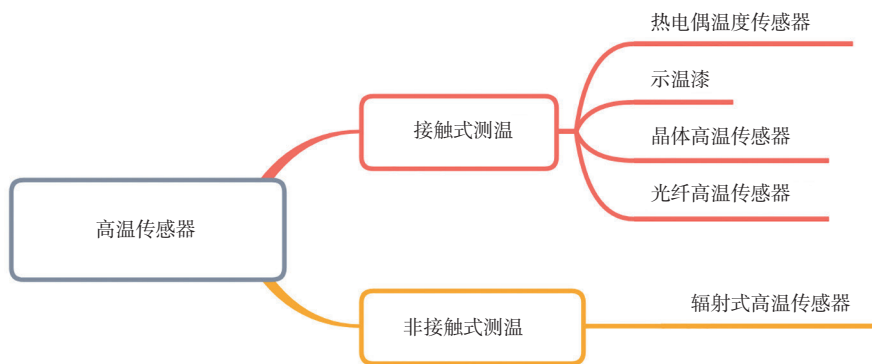 高温传感器
接触式测温
热电偶温度传感器
示温漆
晶体高温传感器
光纤高温传感器
非接触式测温
辐射式高温传感器